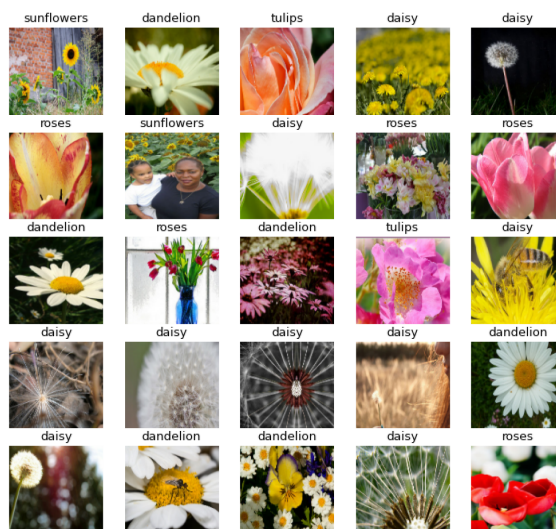 sunflowers dandelion tulips daisy daisy
roses sunflowers daisy roses roses
dandelion roses dandelion tulips daisy
daisy daisy daisy daisy dandelion
daisy dandelion dandelion daisy roses